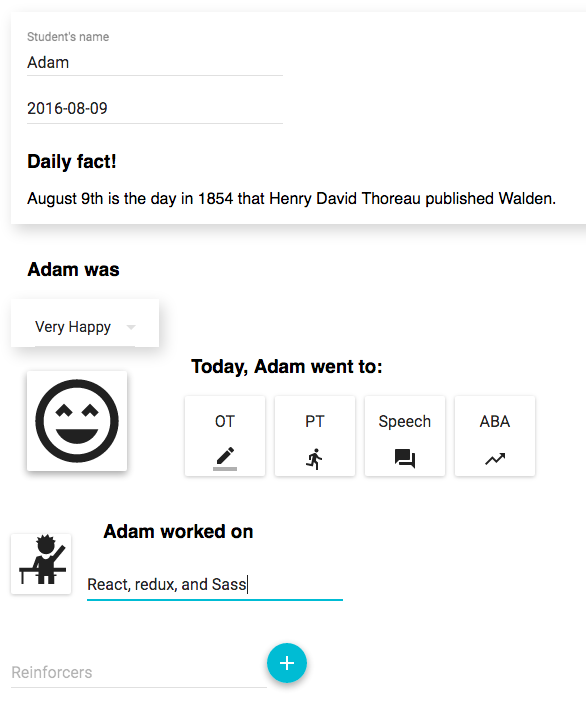 Student's name
Adam
2016-08-09
Daily fact!
August 9th is the day in 1854 that Henry David Thoreau published Walden.
Adam was
Very Happy
Today, Adam went to:
OT PT Speech ABA
Adam worked on
React, redux, and Sass
Reinforcers